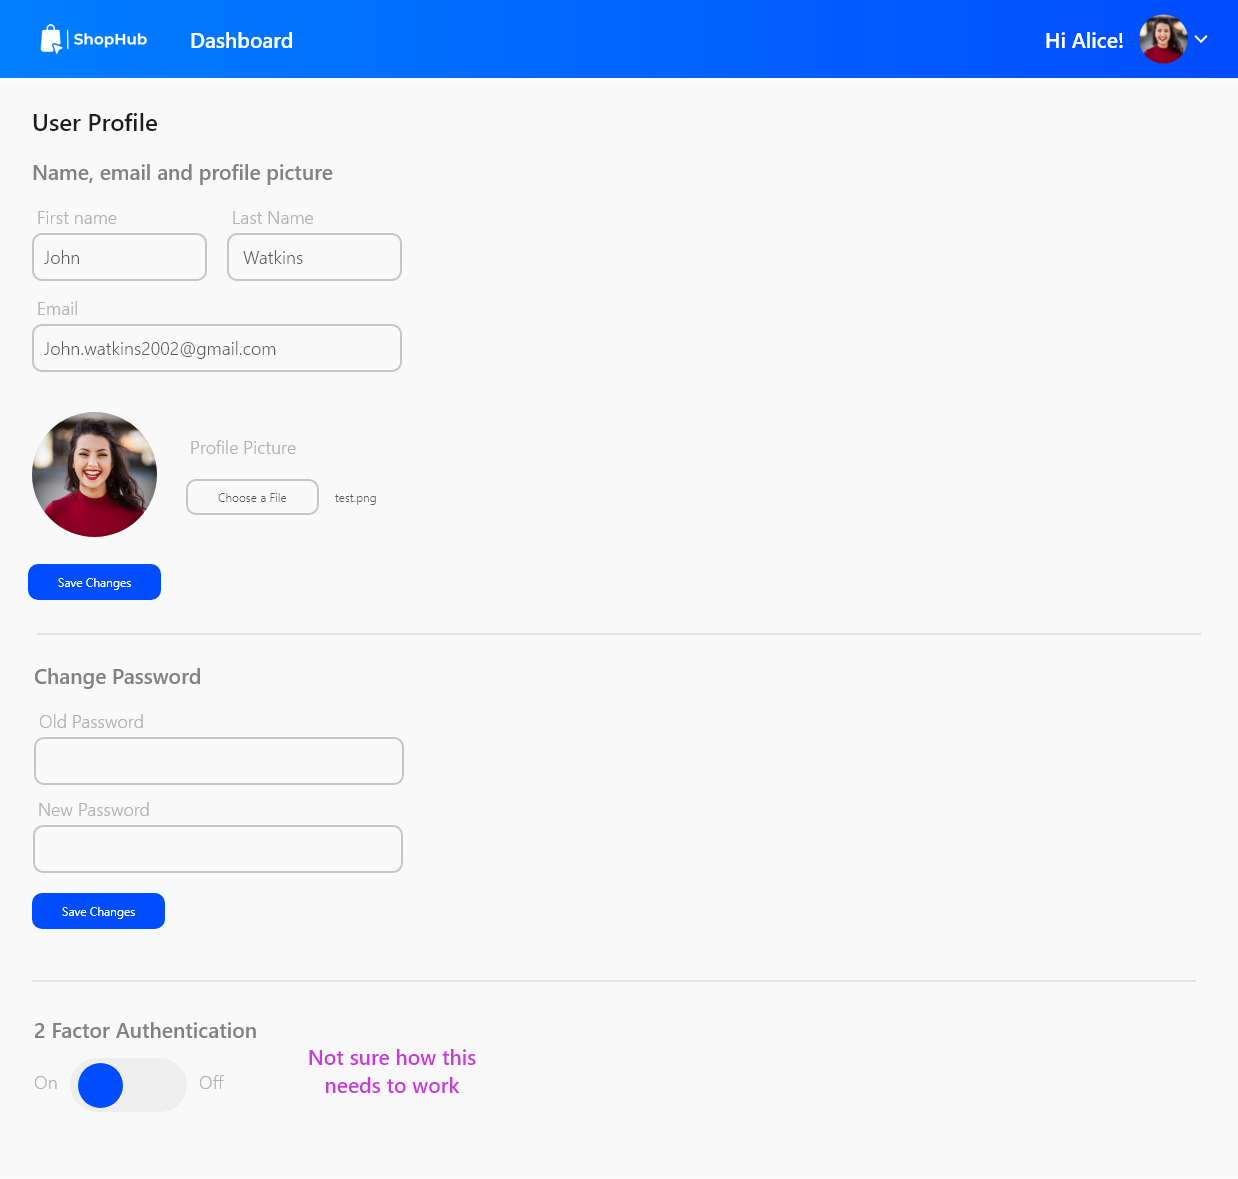 ShopHub
Dashboard
Hi Alice!
User Profile
Name, email and profile picture
First name
Last Name
John
Watkins
Email
John.watkins2002@gmail.com
Profile Picture
Choose a File
test.png
Save Changes
Change Password
Old Password
New Password
Save Changes
2 Factor Authentication
On
Off
Not sure how this
needs to work